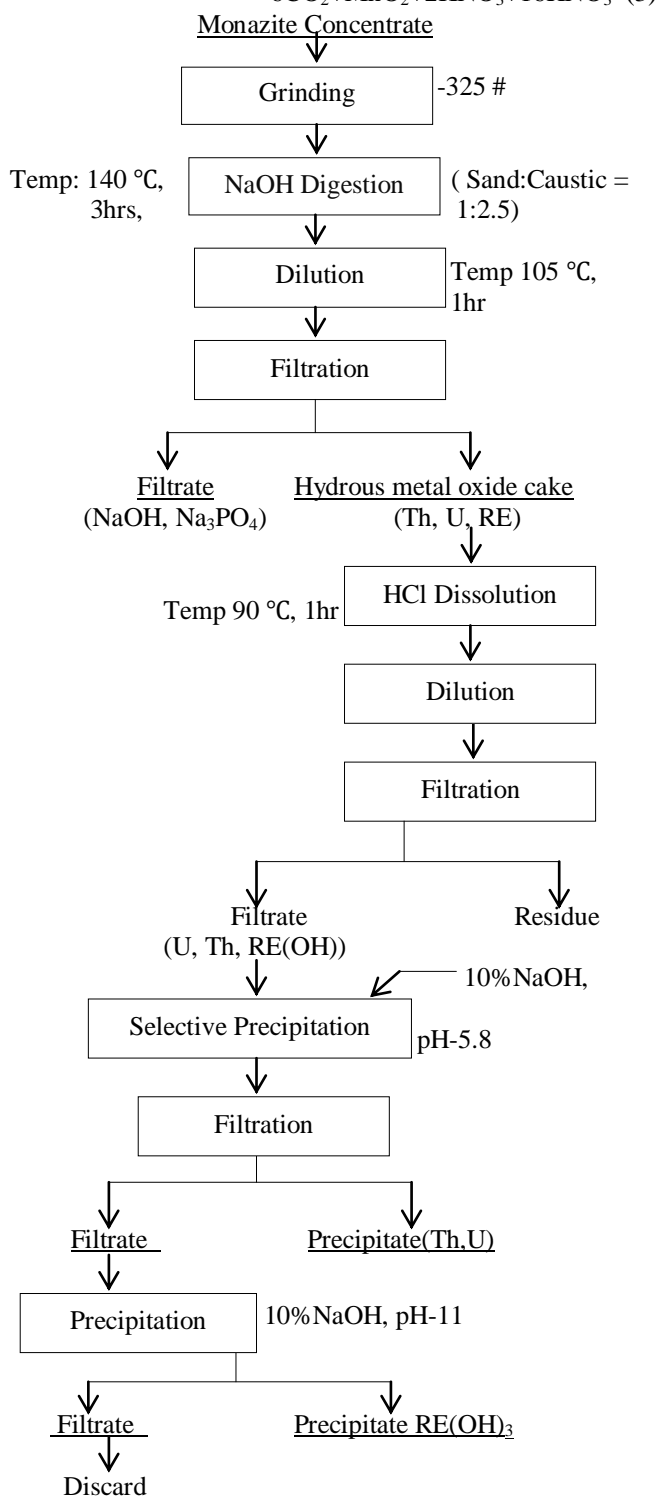 Monazite Concentrate
Grinding
-325 #
Temp: 140 °C,
3hrs,
NaOH Digestion
( Sand:Caustic =
1:2.5)
Dilution
Temp 105 °C,
1hr
Filtration
Filtrate
(NaOH, Na₃PO₄)
Hydrous metal oxide cake
(Th, U, RE)
Temp 90 °C, 1hr
HCl Dissolution
Dilution
Filtration
Filtrate
(U, Th, RE(OH))
Residue
10%NaOH,
Selective Precipitation
pH-5.8
Filtration
Filtrate
Precipitate(Th,U)
Precipitation
10%NaOH, pH-11
Filtrate
Precipitate RE(OH)₃
Discard